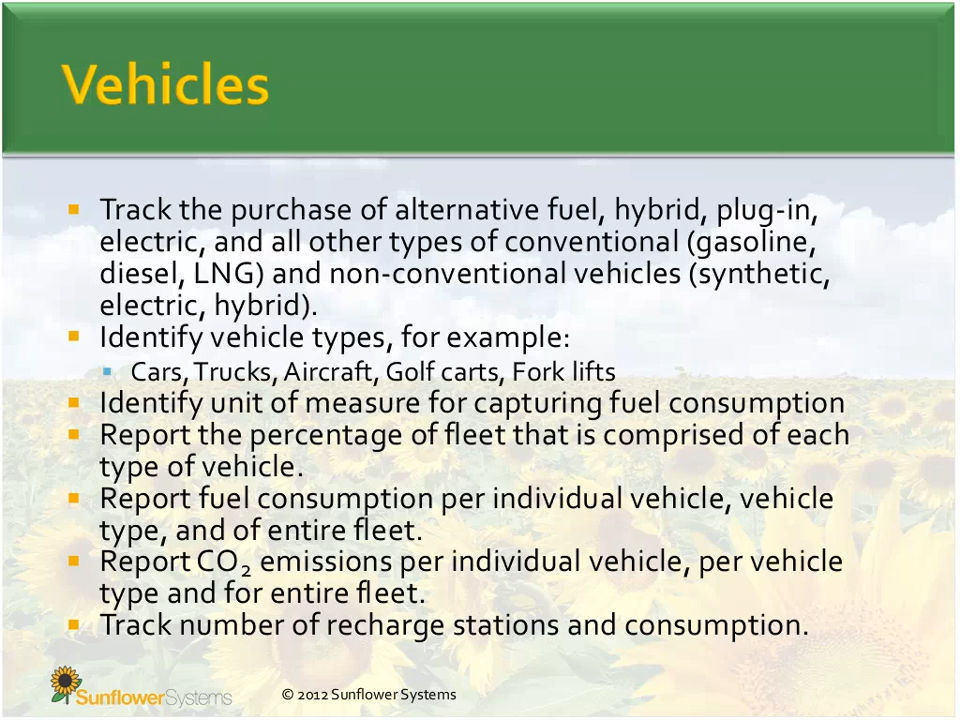 Vehicles
Track the purchase of alternative fuel, hybrid, plug-in,
electric, and all other types of conventional (gasoline,
diesel, LNG) and non-conventional vehicles (synthetic,
electric, hybrid).
Identify vehicle types, for example:
Cars, Trucks, Aircraft, Golf carts, Fork lifts
Identify unit of measure for capturing fuel consumption
Report the percentage of fleet that is comprised of each
type of vehicle.
Report fuel consumption per individual vehicle, vehicle
type, and of entire fleet.
Report CO₂ emissions per individual vehicle, per vehicle
type and for entire fleet.
Track number of recharge stations and consumption.
SunflowerSystems
© 2012 Sunflower Systems